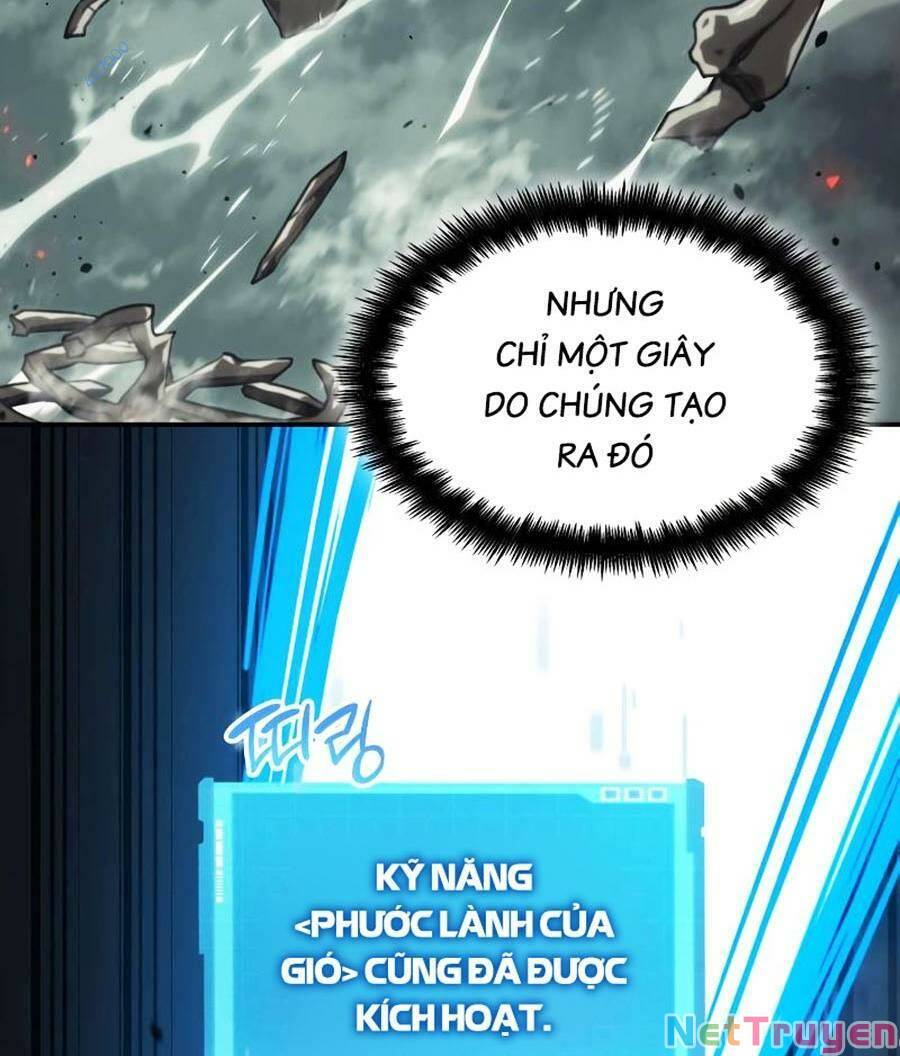 NHƯNG
CHỈ MỘT GIÂY
DO CHÚNG TẠO
RA ĐÓ
띠링
KỸ NĂNG
<PHƯỚC LÀNH CỦA
GIÓ> CŨNG ĐÃ ĐƯỢC
KÍCH HOẠT.
NetTruyen